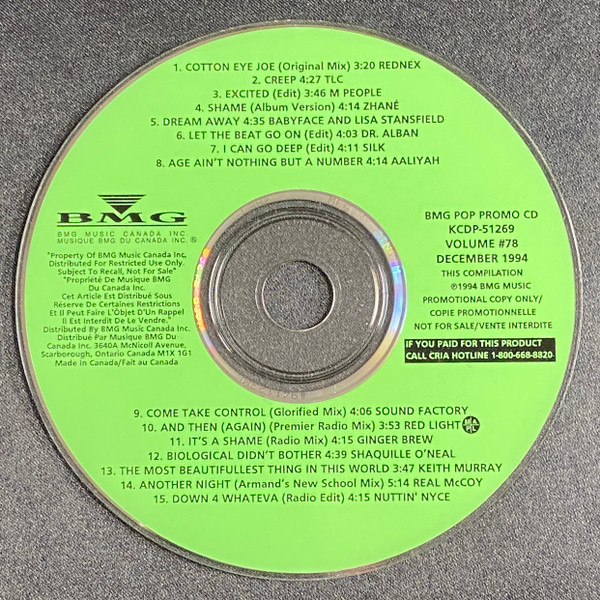 1. COTTON EYE JOE (Original Mix) 3:20 REDNEX
2. CREEP 4:27 TLC
3. EXCITED (Edit) 3:46 M PEOPLE
4. SHAME (Album Version) 4:14 ZHANÉ
5. DREAM AWAY 4:35 BABYFACE AND LISA STANSFIELD
6. LET THE BEAT GO ON (Edit) 4:03 DR. ALBAN
7. I CAN GO DEEP (Edit) 4:11 SILK
8. AGE AIN'T NOTHING BUT A NUMBER 4:14 AALIYAH
BMG
BMG MUSIC CANADA INC.
MUSIQUE BMG DU CANADA INC. ®
"Property Of BMG Music Canada Inc,
Distributed For Restricted Use Only.
Subject To Recall, Not For Sale"
"Propriété De Musique BMG
Du Canada Inc.
Cet Article Est Distribué Sous
Réserve De Certaines Restrictions
Et Il Peut Faire L'Objet D'Un Rappel
Il Est Interdit De Le Vendre."
Distributed By BMG Music Canada Inc.
Distribué Par Musique BMG Du
Canada Inc. 3640A McNicoll Avenue,
Scarborough, Ontario Canada M1X 1G1
Made in Canada/Fait au Canada
BMG POP PROMO CD
KCDP-51269
VOLUME #78
DECEMBER 1994
THIS COMPILATION
℗1994 BMG MUSIC
PROMOTIONAL COPY ONLY/
COPIE PROMOTIONNELLE
NOT FOR SALE/VENTE INTERDITE
IF YOU PAID FOR THIS PRODUCT
CALL CRIA HOTLINE 1-800-668-8820
9. COME TAKE CONTROL (Glorified Mix) 4:06 SOUND FACTORY
10. AND THEN (AGAIN) (Premier Radio Mix) 3:53 RED LIGHT
11. IT'S A SHAME (Radio Mix) 4:15 GINGER BREW
12. BIOLOGICAL DIDN'T BOTHER 4:39 SHAQUILLE O'NEAL
13. THE MOST BEAUTIFULLEST THING IN THIS WORLD 3:47 KEITH MURRAY
14. ANOTHER NIGHT (Armand's New School Mix) 5:14 REAL McCOY
15. DOWN 4 WHATEVA (Radio Edit) 4:15 NUTTIN' NYCE